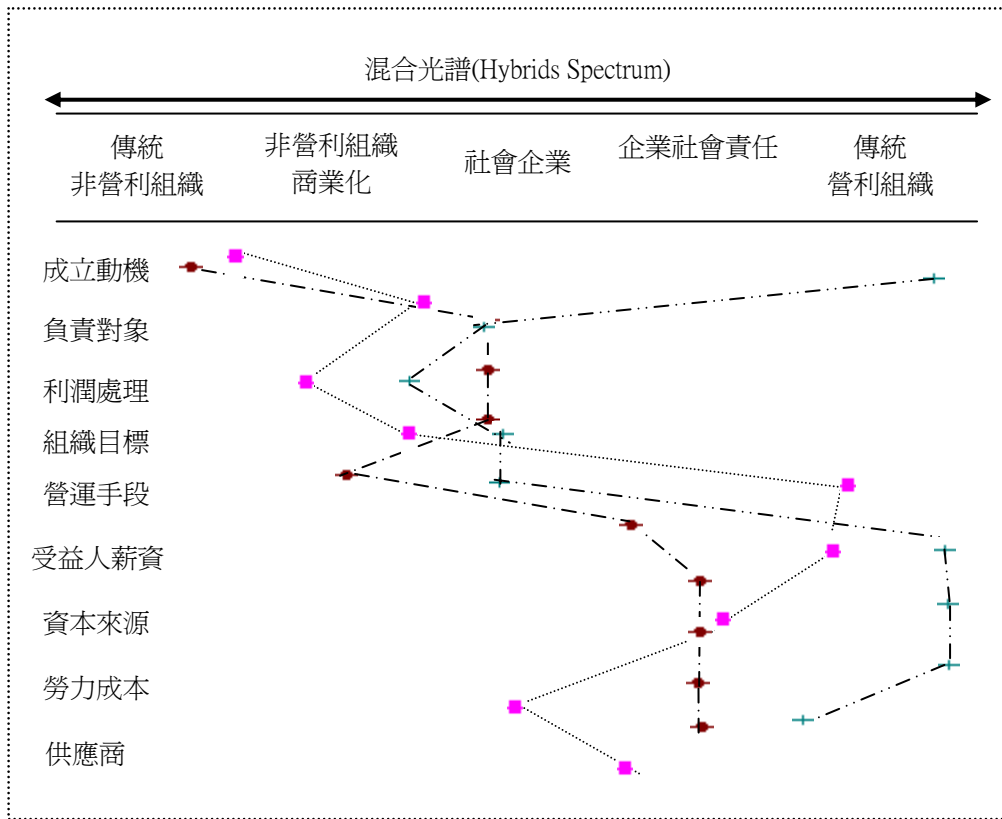 混合光譜(Hybrids Spectrum)
傳統
非營利組織
非營利組織
商業化
社會企業
企業社會責任
傳統
營利組織
成立動機
負責對象
利潤處理
組織目標
營運手段
受益人薪資
資本來源
勞力成本
供應商